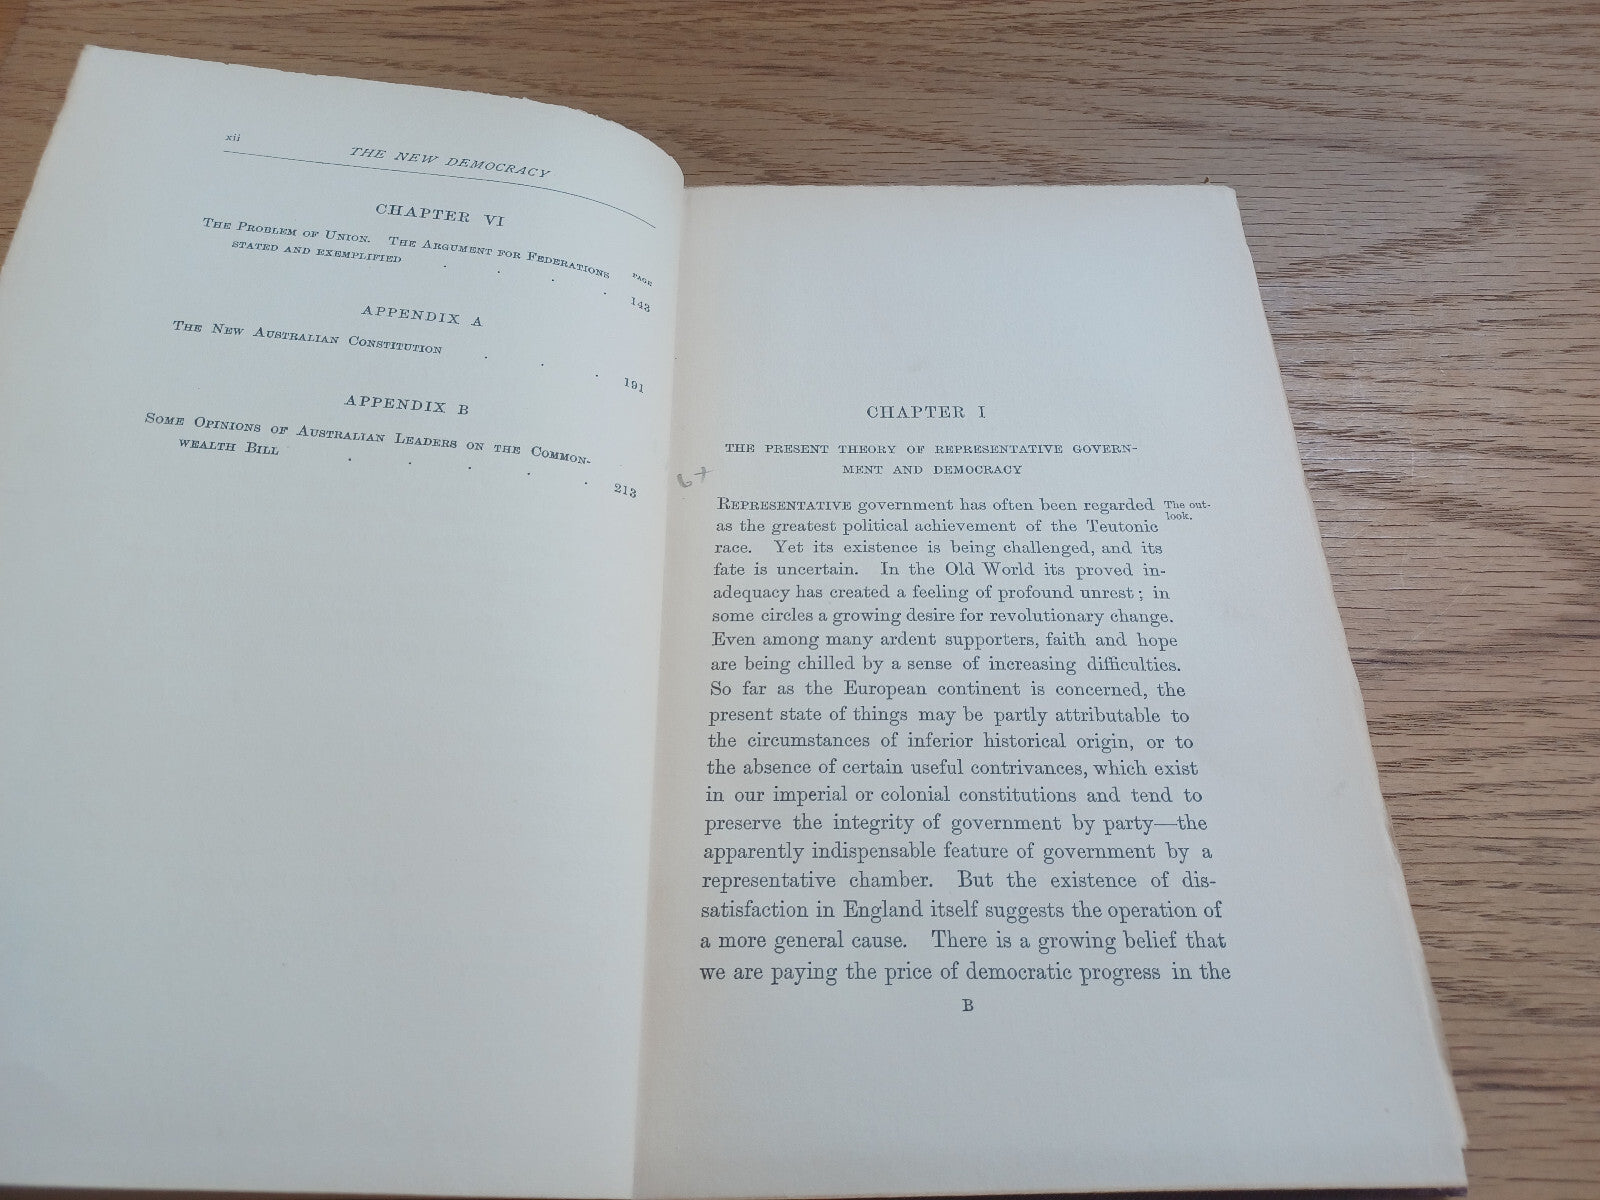 xii
THE NEW DEMOCRACY
CHAPTER VI
PAGE
The Problem of Union. The Argument for Federations
stated and exemplified . . . . 143
APPENDIX A
The New Australian Constitution . . . 191
APPENDIX B
Some Opinions of Australian Leaders on the Common-
wealth Bill . . . . . 213
67
CHAPTER I
THE PRESENT THEORY OF REPRESENTATIVE GOVERN-
MENT AND DEMOCRACY
Representative government has often been regarded
The out-
look.
as the greatest political achievement of the Teutonic
race. Yet its existence is being challenged, and its
fate is uncertain. In the Old World its proved in-
adequacy has created a feeling of profound unrest; in
some circles a growing desire for revolutionary change.
Even among many ardent supporters, faith and hope
are being chilled by a sense of increasing difficulties.
So far as the European continent is concerned, the
present state of things may be partly attributable to
the circumstances of inferior historical origin, or to
the absence of certain useful contrivances, which exist
in our imperial or colonial constitutions and tend to
preserve the integrity of government by party—the
apparently indispensable feature of government by a
representative chamber. But the existence of dis-
satisfaction in England itself suggests the operation of
a more general cause. There is a growing belief that
we are paying the price of democratic progress in the
B